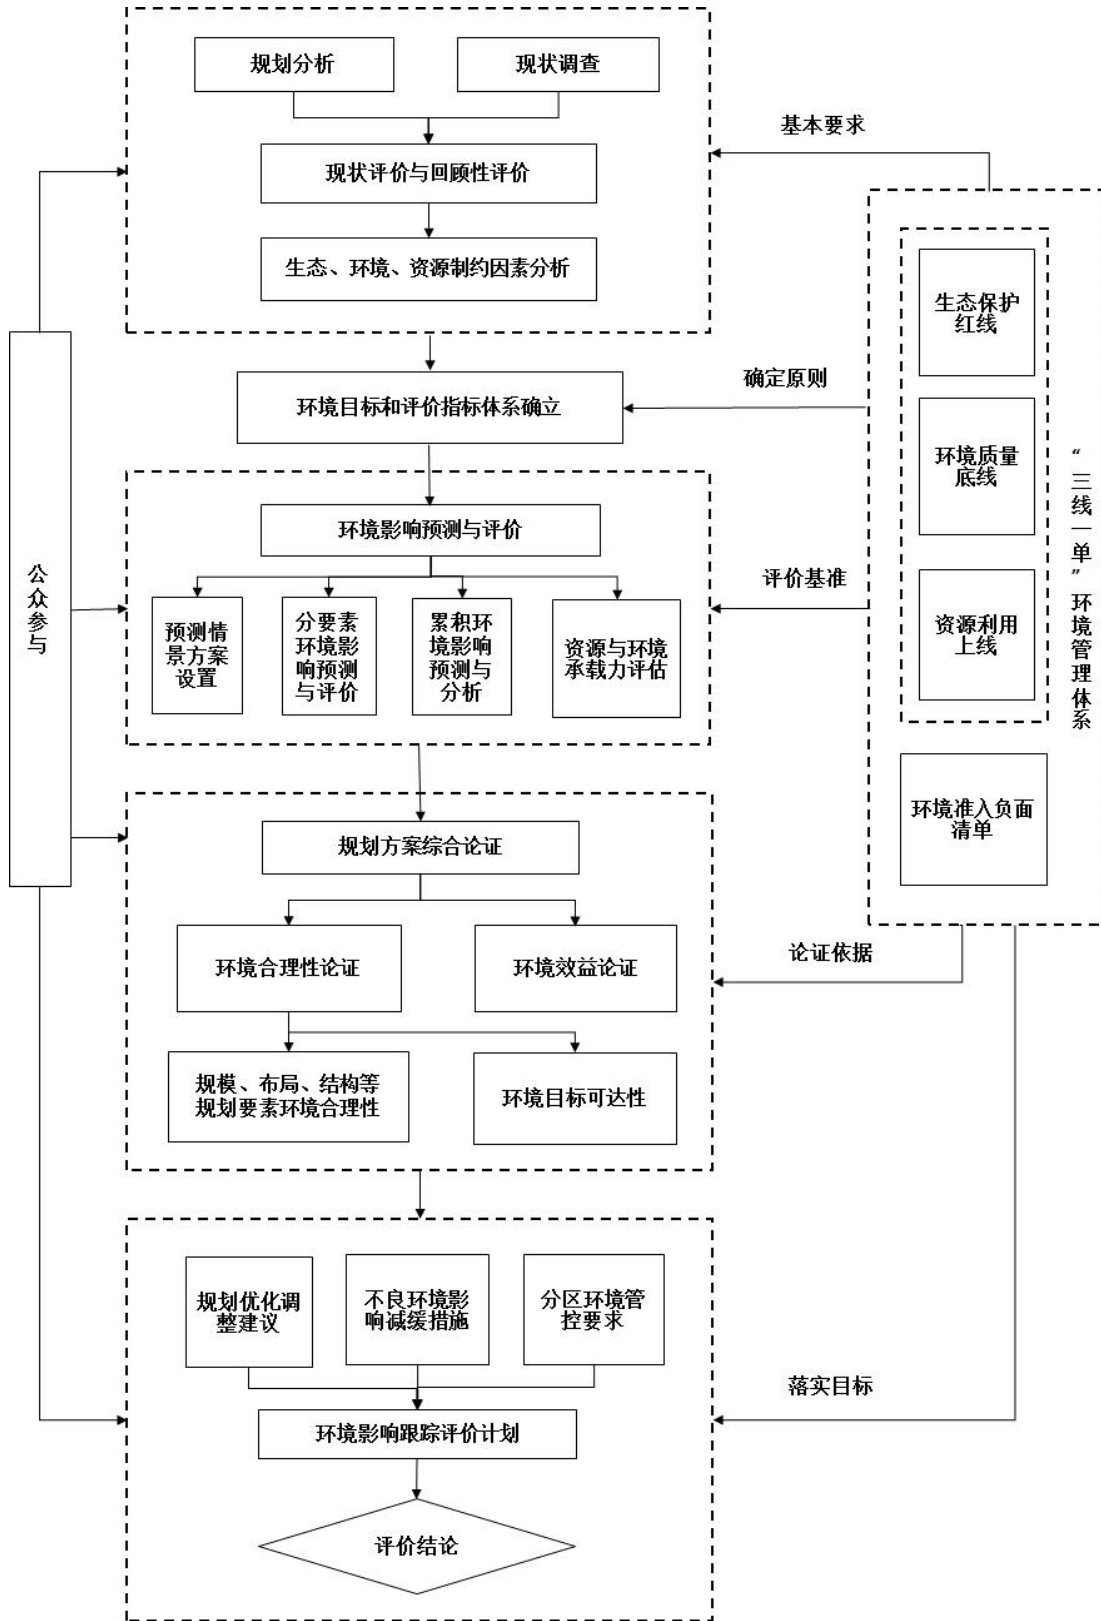 规划分析
现状调查
现状评价与回顾性评价
生态、环境、资源制约因素分析
基本要求
环境目标和评价指标体系确立
确定原则
环境影响预测与评价
预测情
景方案
设置
分要素
环境影
响预测
与评价
累积环
境影响
预测与
分析
资源与环境
承载力评估
评价基准
公众参与
生态保护
红线
环境质量
底线
资源利用
上线
环境准入负面
清单
“三线一单”环境管理体系
规划方案综合论证
环境合理性论证
环境效益论证
规模、布局、结构等
规划要素环境合理性
环境目标可达性
论证依据
规划优化调
整建议
不良环境影
响减缓措施
分区环境管
控要求
环境影响跟踪评价计划
评价结论
落实目标